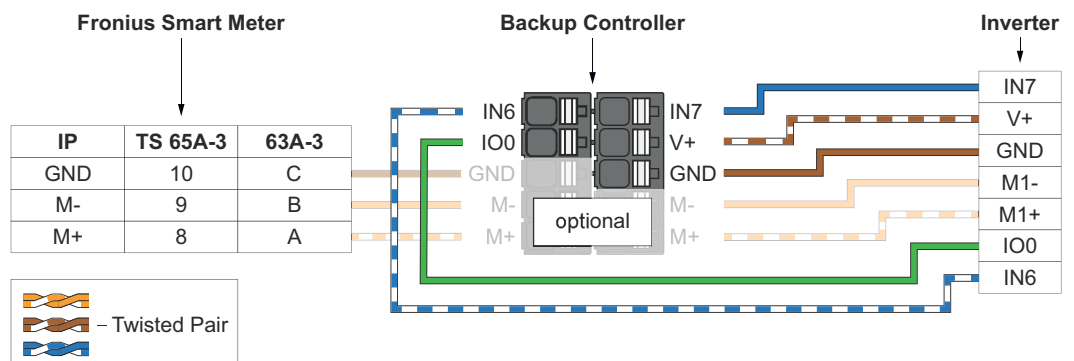 Fronius Smart Meter
Backup Controller
Inverter
IP TS 65A-3 63A-3
GND 10 C
M- 9 B
M+ 8 A
IN6
IO0
GND
M-
M+
optional
IN7
V+
GND
M-
M+
IN7
V+
GND
M1-
M1+
IO0
IN6
– Twisted Pair